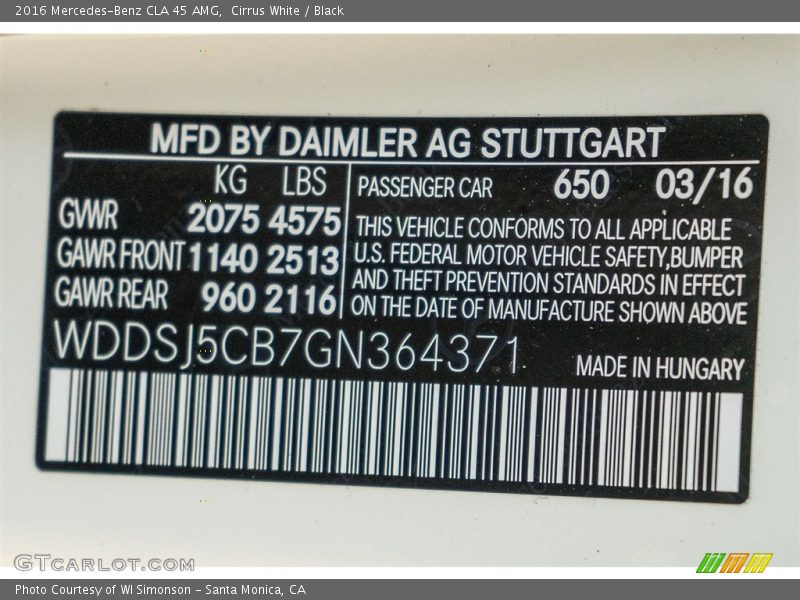 2016 Mercedes-Benz CLA 45 AMG, Cirrus White / Black
MFD BY DAIMLER AG STUTTGART
KG LBS
GVWR 2075 4575
GAWR FRONT 1140 2513
GAWR REAR 960 2116
PASSENGER CAR 650 03/16
THIS VEHICLE CONFORMS TO ALL APPLICABLE
U.S. FEDERAL MOTOR VEHICLE SAFETY,BUMPER
AND THEFT PREVENTION STANDARDS IN EFFECT
ON THE DATE OF MANUFACTURE SHOWN ABOVE
WDDSJ5CB7GN364371
MADE IN HUNGARY
GTCARLOT.COM
Photo Courtesy of WI Simonson - Santa Monica, CA